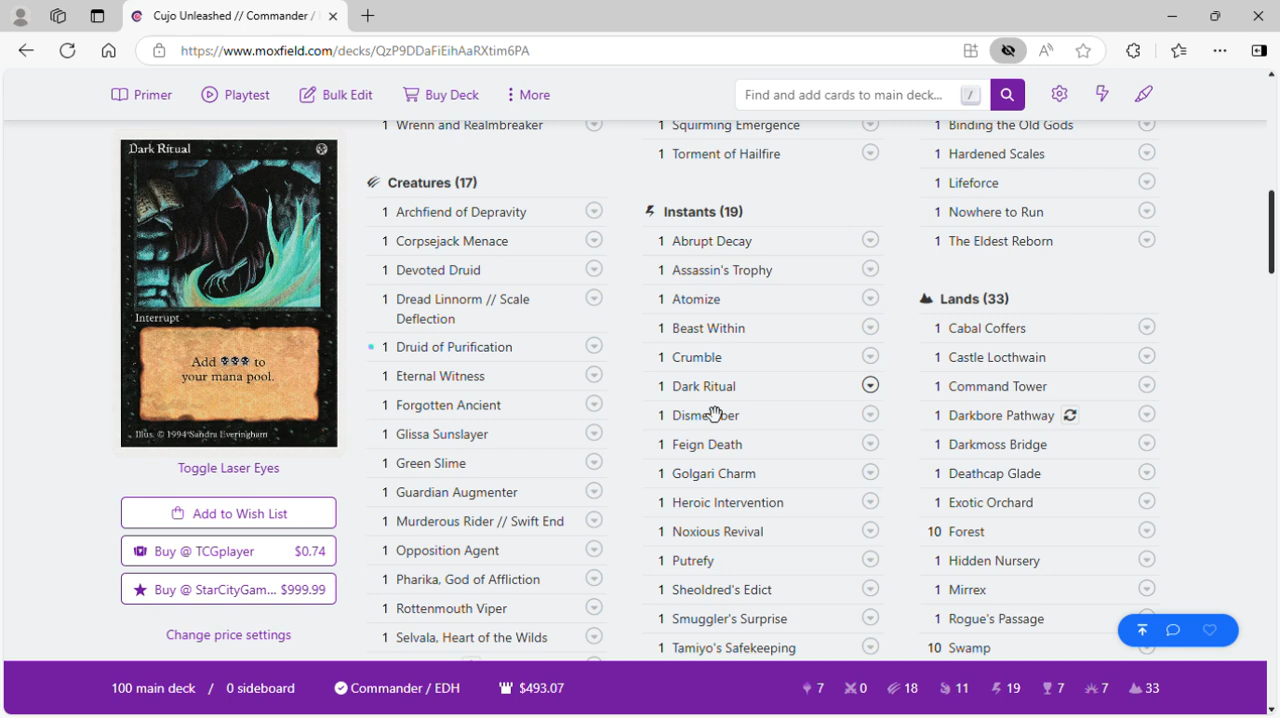 Cujo Unleashed // Commander /
https://www.moxfield.com/decks/QzP9DDaFiEihAaRXtim6PA
Primer
Playtest
Bulk Edit
Buy Deck
More
Find and add cards to main deck...
/
Dark Ritual
Interrupt
Add to
your mana pool.
Illus. © 1994 Sandra Everingham
Toggle Laser Eyes
Add to Wish List
Buy @ TCGplayer $0.74
Buy @ StarCityGam... $999.99
Change price settings
1 Wrenn and Realmbreaker
Creatures (17)
1 Archfiend of Depravity
1 Corpsejack Menace
1 Devoted Druid
1 Dread Linnorm // Scale
Deflection
1 Druid of Purification
1 Eternal Witness
1 Forgotten Ancient
1 Glissa Sunslayer
1 Green Slime
1 Guardian Augmenter
1 Murderous Rider // Swift End
1 Opposition Agent
1 Pharika, God of Affliction
1 Rottenmouth Viper
1 Selvala, Heart of the Wilds
1 Squirming Emergence
1 Torment of Hailfire
Instants (19)
1 Abrupt Decay
1 Assassin's Trophy
1 Atomize
1 Beast Within
1 Crumble
1 Dark Ritual
1 Dismember
1 Feign Death
1 Golgari Charm
1 Heroic Intervention
1 Noxious Revival
1 Putrefy
1 Sheoldred's Edict
1 Smuggler's Surprise
1 Tamiyo's Safekeeping
1 Binding the Old Gods
1 Hardened Scales
1 Lifeforce
1 Nowhere to Run
1 The Eldest Reborn
Lands (33)
1 Cabal Coffers
1 Castle Locthwain
1 Command Tower
1 Darkbore Pathway
1 Darkmoss Bridge
1 Deathcap Glade
1 Exotic Orchard
10 Forest
1 Hidden Nursery
1 Mirrex
1 Rogue's Passage
10 Swamp
100 main deck / 0 sideboard
Commander / EDH
$493.07
7 0 18 11 19 7 7 33